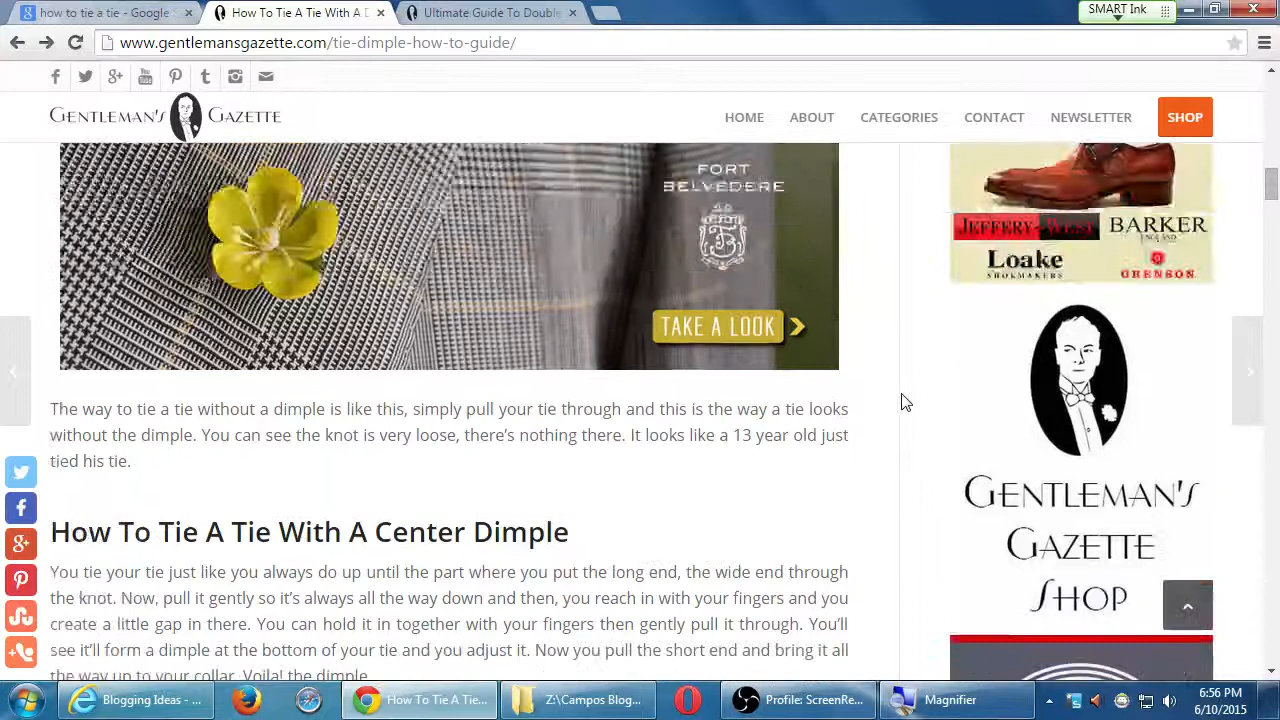 how to tie a tie - Google
How To Tie A Tie With A D
Ultimate Guide To Double
SMART Ink
www.gentlemansgazette.com/tie-dimple-how-to-guide/
GENTLEMAN'S GAZETTE
HOME ABOUT CATEGORIES CONTACT NEWSLETTER SHOP
FORT
BELVEDERE
TAKE A LOOK
JEFFERY-WEST
BARKER
ENGLAND
Loake
SHOEMAKERS
GRENSON
The way to tie a tie without a dimple is like this, simply pull your tie through and this is the way a tie looks
without the dimple. You can see the knot is very loose, there's nothing there. It looks like a 13 year old just
tied his tie.
GENTLEMAN'S
GAZETTE
SHOP
How To Tie A Tie With A Center Dimple
You tie your tie just like you always do up until the part where you put the long end, the wide end through
the knot. Now, pull it gently so it's always all the way down and then, you reach in with your fingers and you
create a little gap in there. You can hold it in together with your fingers then gently pull it through. You'll
see it'll form a dimple at the bottom of your tie and you adjust it. Now you pull the short end and bring it all
the way up to your collar. Voila! the dimple.
Blogging Ideas - ...
How To Tie A Tie...
Z:\Campos Blog...
Profile: ScreenRe...
Magnifier
6:56 PM
6/10/2015